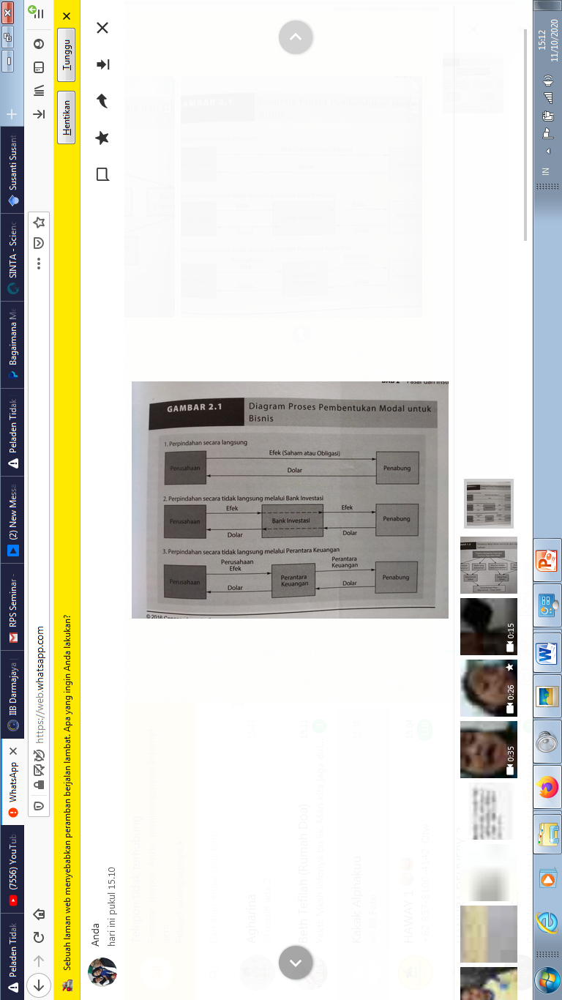 Peladen Tidak
(7556) YouTub
WhatsApp
IIB Darmajaya
RPS Seminar -
(2) New Messa
Peladen Tidak
Bagaimana Me
SINTA - Scienc
Susanti Susant
https://web.whatsapp.com
Sebuah laman web menyebabkan peramban berjalan lambat. Apa yang ingin Anda lakukan?
Hentikan
Tunggu
Anda
hari ini pukul 15.10
GAMBAR 2.1
Diagram Proses Pembentukan Modal untuk
Bisnis
1. Perpindahan secara langsung
Perusahaan
Efek (Saham atau Obligasi)
Dolar
Penabung
2. Perpindahan secara tidak langsung melalui Bank Investasi
Perusahaan
Efek
Dolar
Bank Investasi
Efek
Dolar
Penabung
3. Perpindahan secara tidak langsung melalui Perantara Keuangan
Perusahaan
Perusahaan
Efek
Dolar
Perantara
Keuangan
Perantara
Keuangan
Dolar
Penabung
© 2016
0:35
0:26
0:15
IN
15:12
11/10/2020